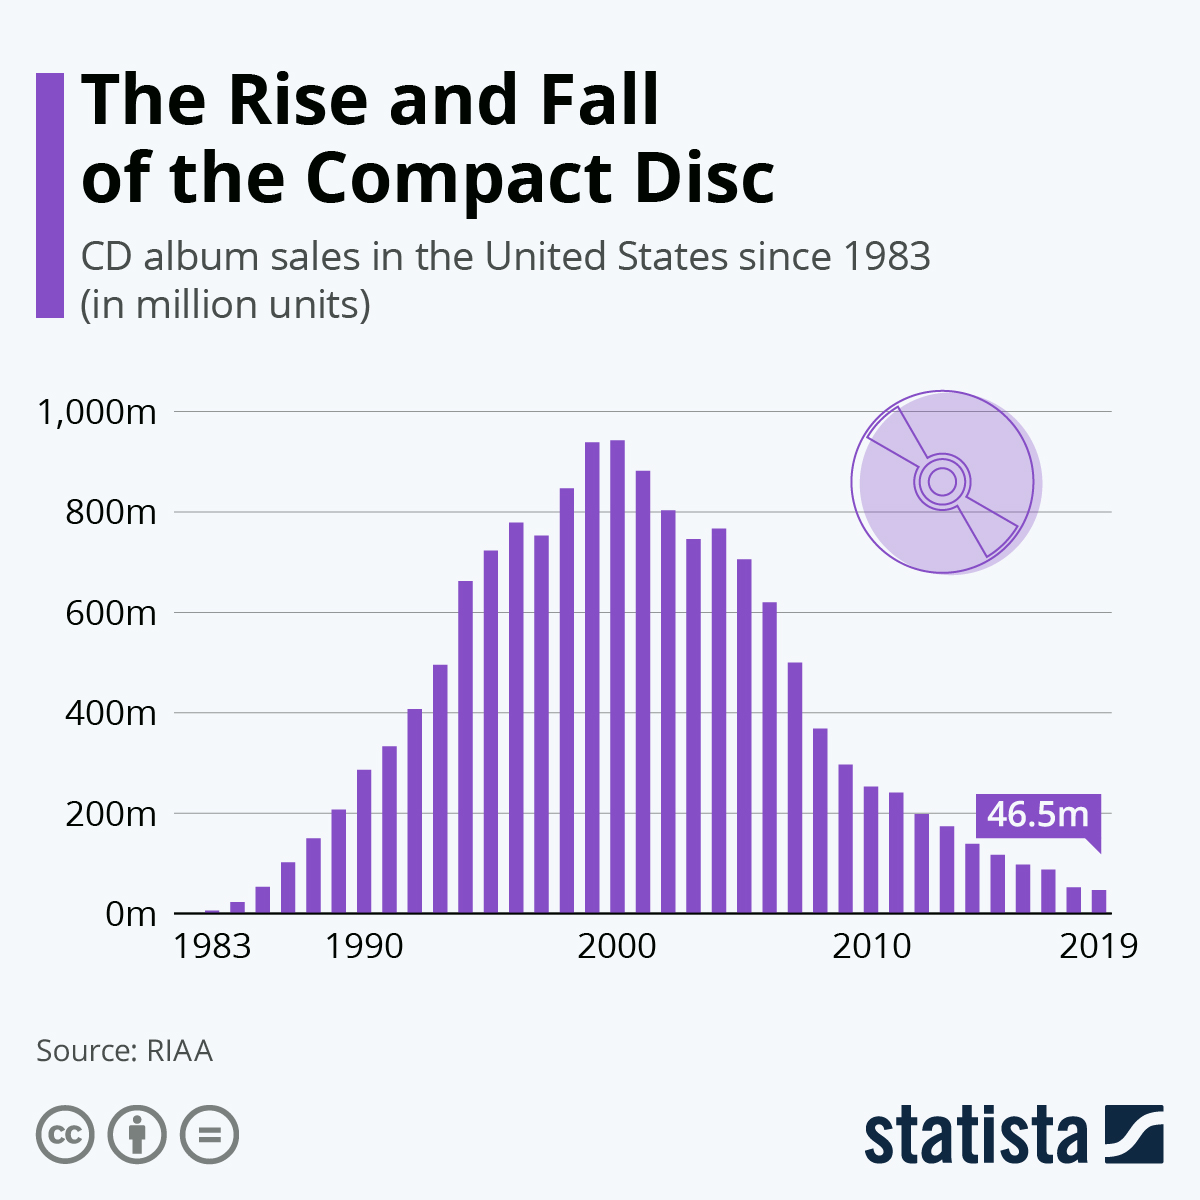 The Rise and Fall
of the Compact Disc
CD album sales in the United States since 1983
(in million units)
1,000m
800m
600m
400m
200m
0m
46.5m
1983 1990 2000 2010 2019
Source: RIAA
cc
statista